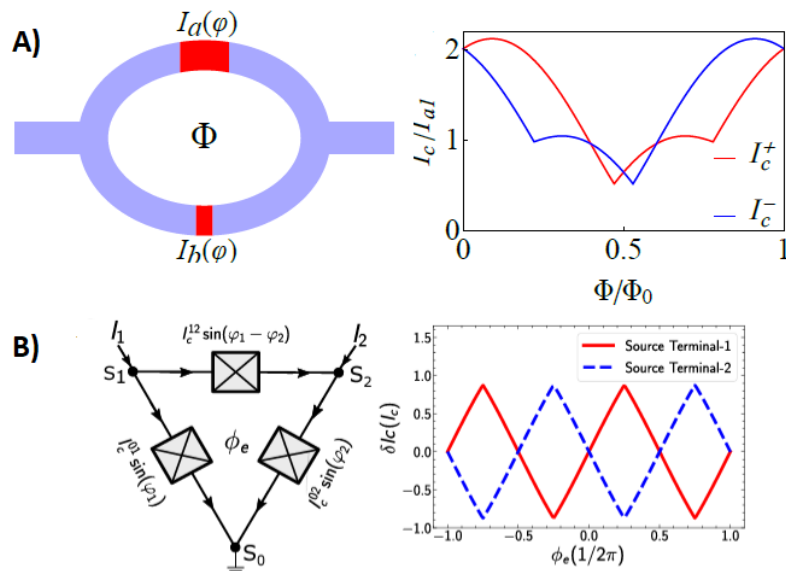 A)
I_a(φ)
Φ
I_b(φ)
I_c/I_{a1}
2
1
0
I_c^+
I_c^-
0
0.5
1
Φ/Φ_0
B)
I_1
I_c^{12} sin(φ_1 − φ_2)
I_2
S_1
S_2
I_c^{01} sin(φ_1)
ϕ_e
I_c^{02} sin(φ_2)
S_0
δIc(I_c)
1.5
1.0
0.5
0.0
−0.5
−1.0
Source Terminal-1
Source Terminal-2
−1.0
−0.5
0.0
0.5
1.0
ϕ_e(1/2π)